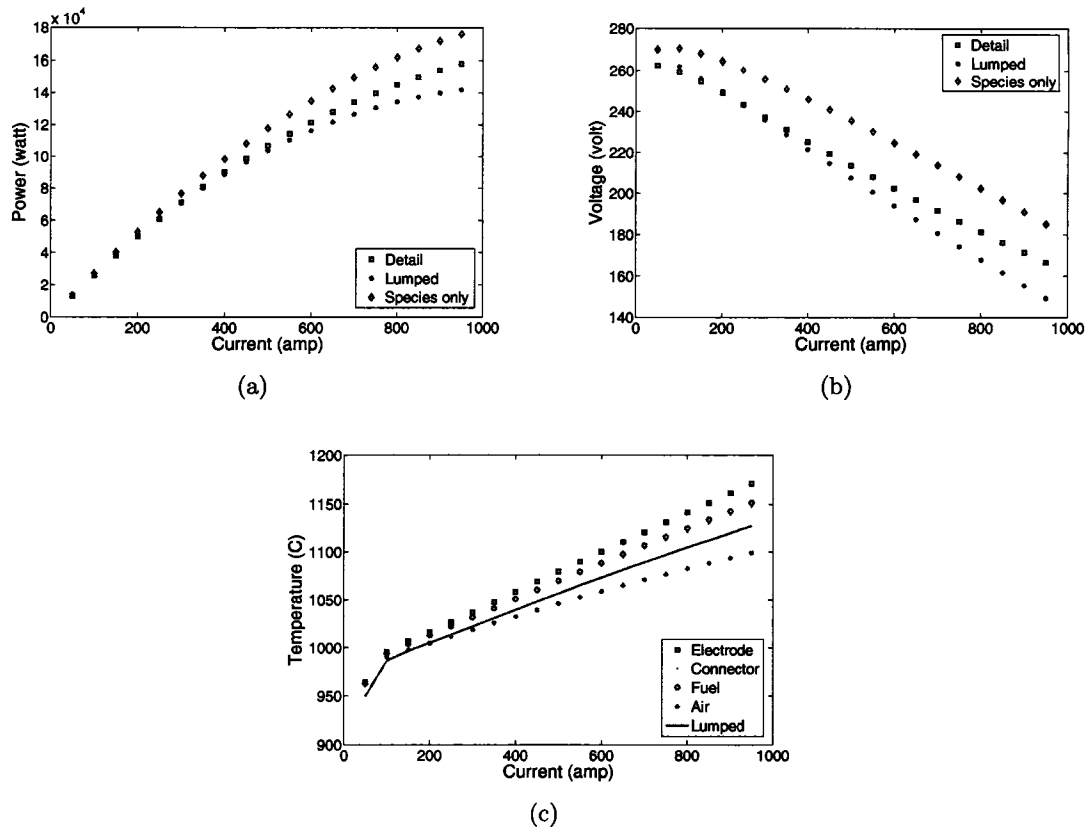 x 10^4
18
16
14
12
10
8
6
4
2
0
Power (watt)
200
400
600
800
1000
Current (amp)
Detail
Lumped
Species only
(a)
280
260
240
220
200
180
160
140
Voltage (volt)
0
200
400
600
800
1000
Current (amp)
Detail
Lumped
Species only
(b)
1200
1150
1100
1050
1000
950
900
Temperature (C)
0
200
400
600
800
1000
Current (amp)
Electrode
Connector
Fuel
Air
Lumped
(c)